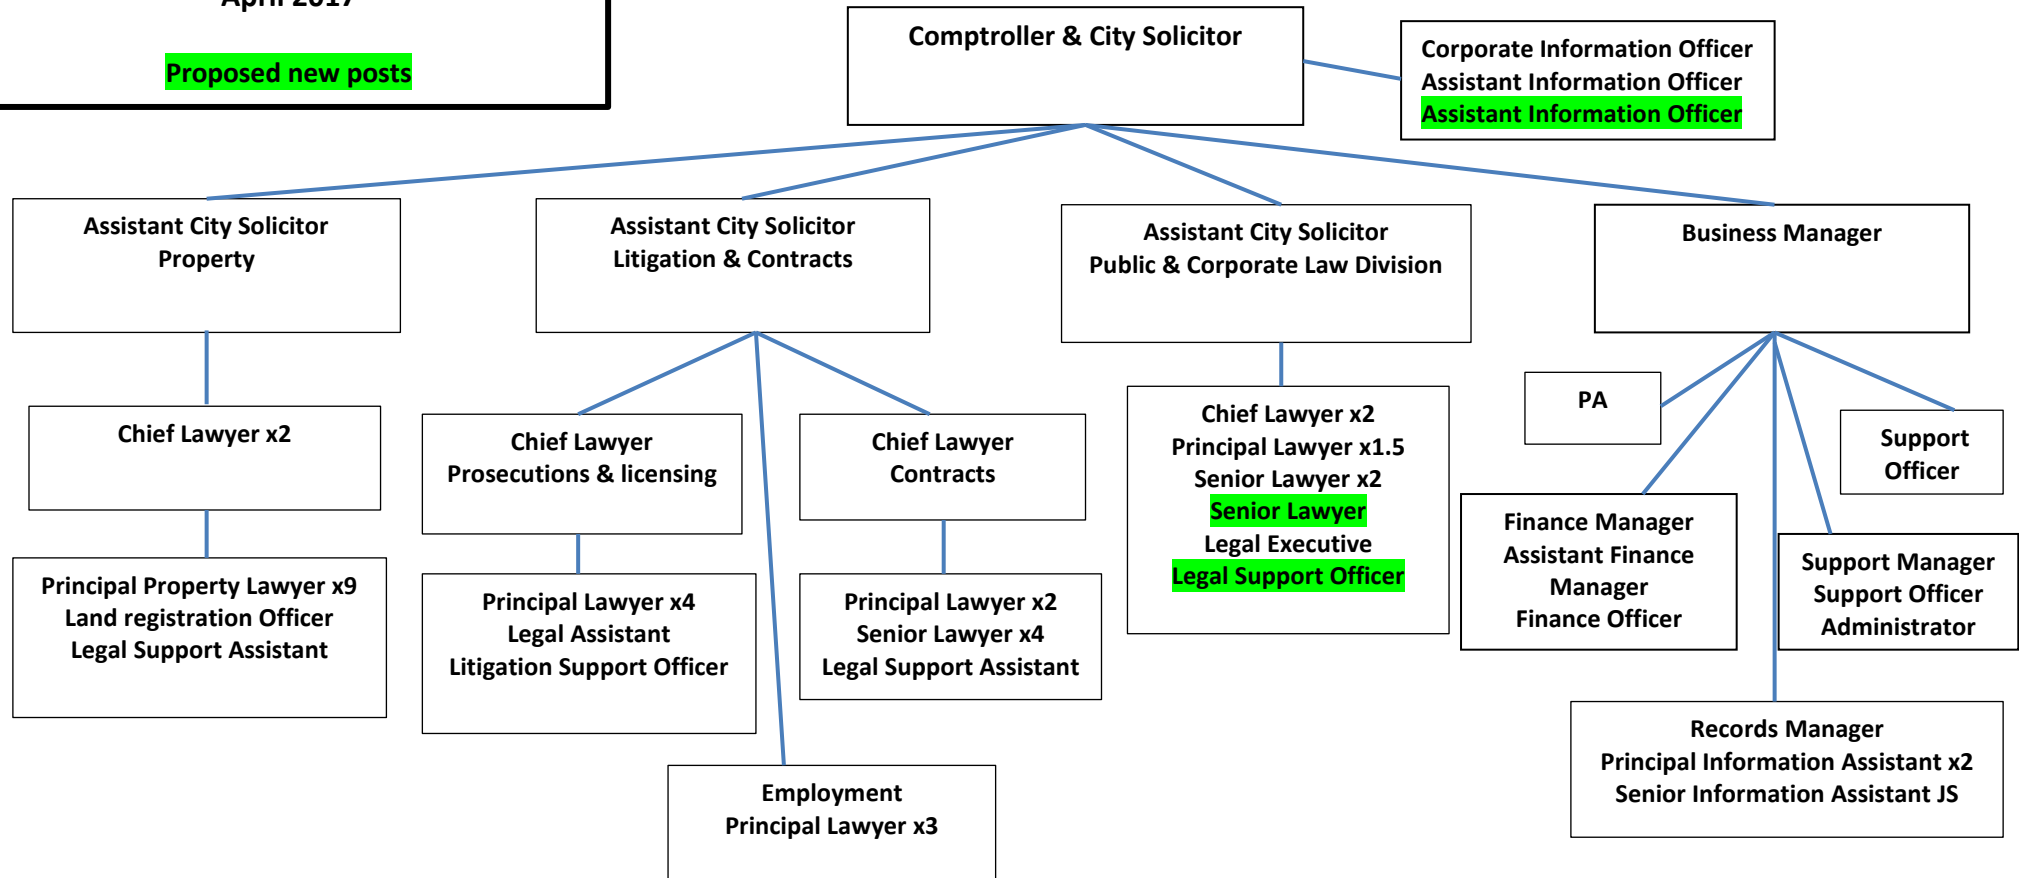 April 2017
Proposed new posts
Comptroller & City Solicitor
Corporate Information Officer
Assistant Information Officer
Assistant Information Officer
Assistant City Solicitor
Property
Assistant City Solicitor
Litigation & Contracts
Assistant City Solicitor
Public & Corporate Law Division
Business Manager
Chief Lawyer x2
Chief Lawyer
Prosecutions & licensing
Chief Lawyer
Contracts
Chief Lawyer x2
Principal Lawyer x1.5
Senior Lawyer x2
Senior Lawyer
Legal Executive
Legal Support Officer
PA
Support
Officer
Finance Manager
Assistant Finance
Manager
Finance Officer
Support Manager
Support Officer
Administrator
Principal Property Lawyer x9
Land registration Officer
Legal Support Assistant
Principal Lawyer x4
Legal Assistant
Litigation Support Officer
Principal Lawyer x2
Senior Lawyer x4
Legal Support Assistant
Employment
Principal Lawyer x3
Records Manager
Principal Information Assistant x2
Senior Information Assistant JS